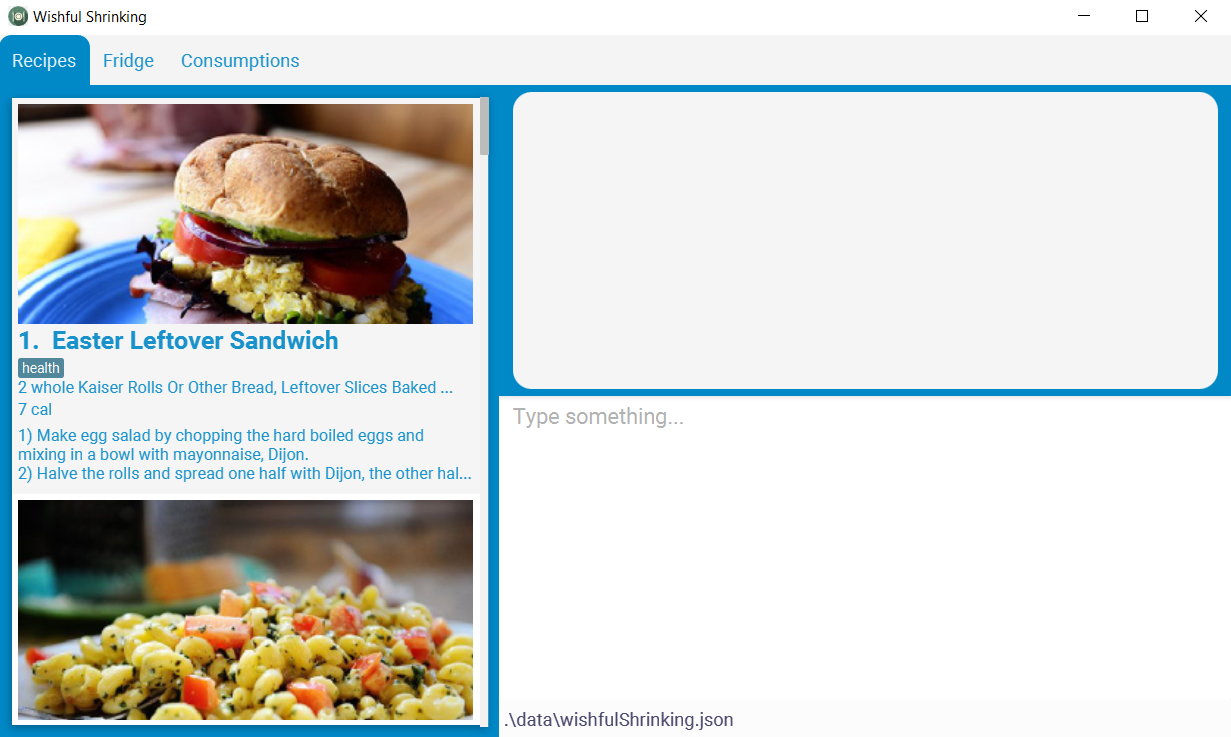 Wishful Shrinking
Recipes Fridge Consumptions
1. Easter Leftover Sandwich
health
2 whole Kaiser Rolls Or Other Bread, Leftover Slices Baked ...
7 cal
1) Make egg salad by chopping the hard boiled eggs and
mixing in a bowl with mayonnaise, Dijon.
2) Halve the rolls and spread one half with Dijon, the other hal...
Type something...
.\data\wishfulShrinking.json